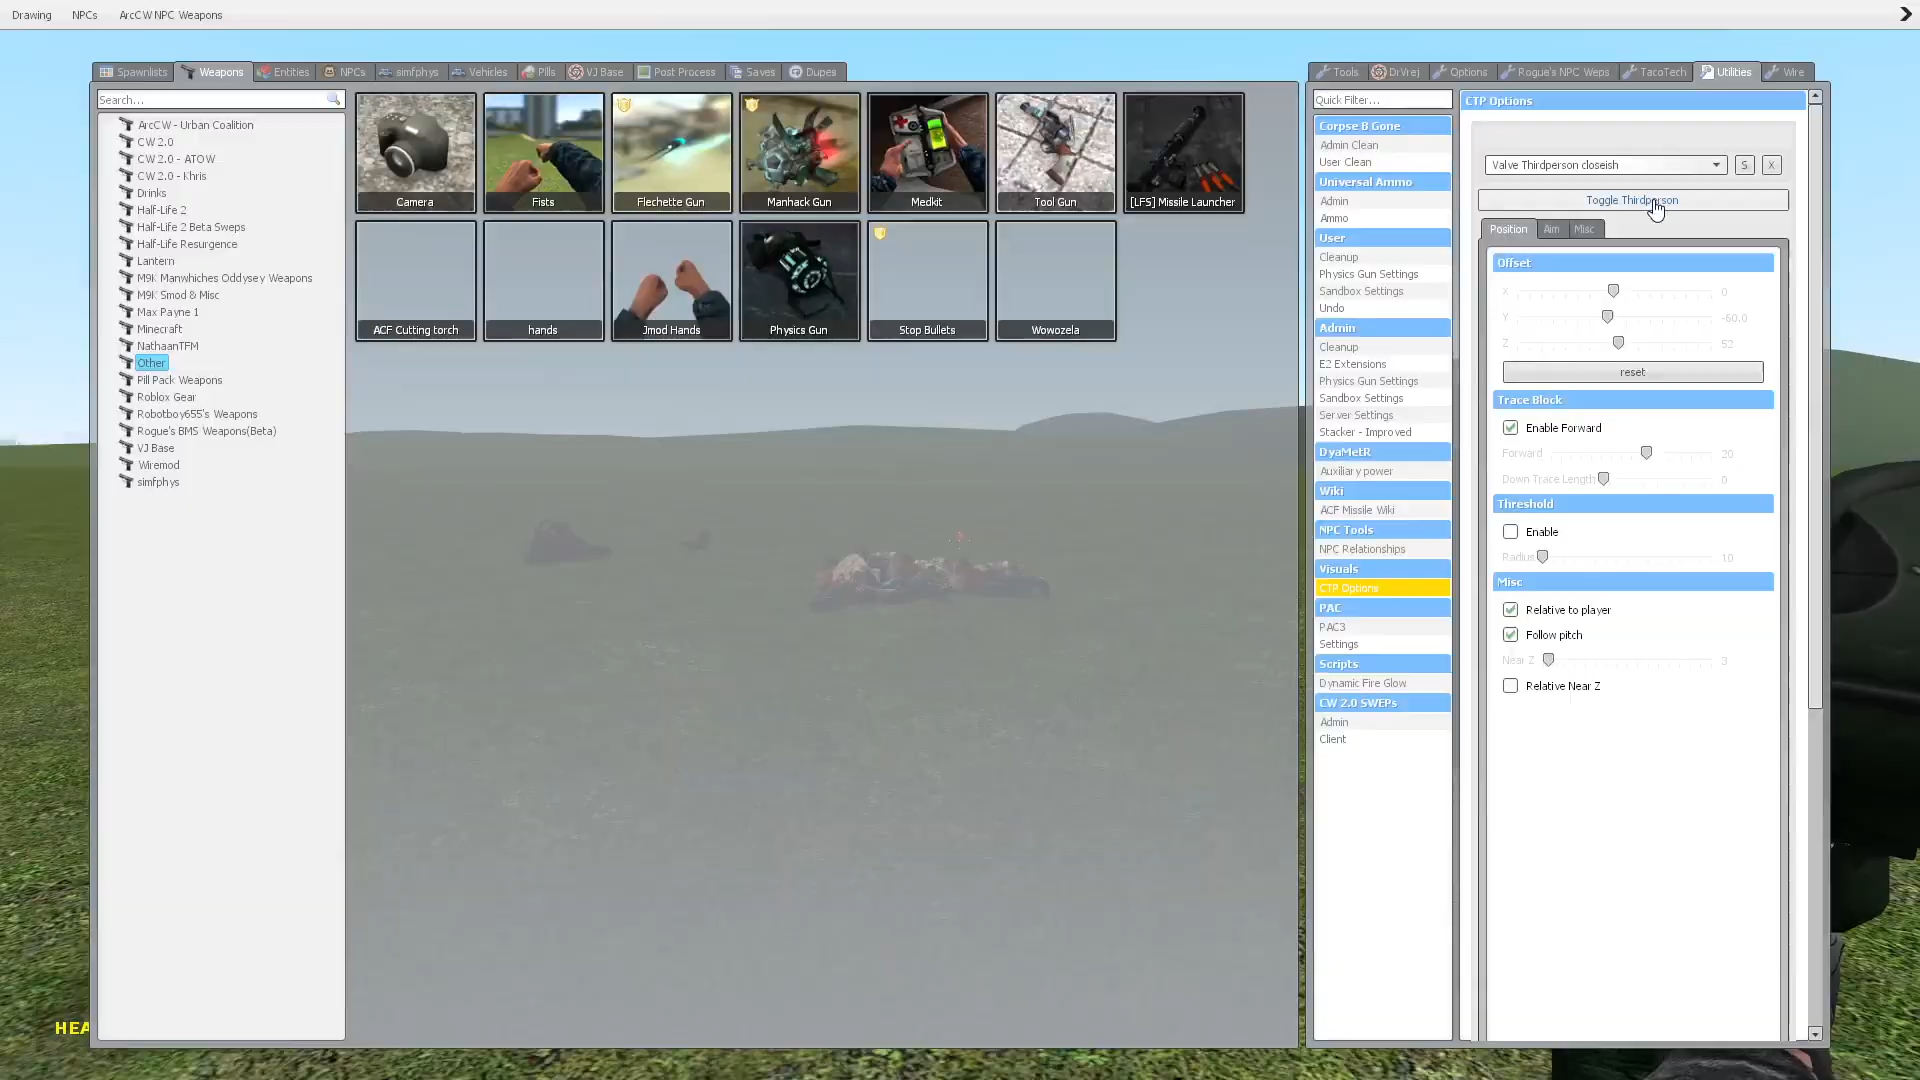 Drawing NPCs ArcCW NPC Weapons
Spawnlists Weapons Entities NPCs simfphys Vehicles Pills VJ Base Post Process Saves Dupes
Search...
ArcCW - Urban Coalition
CW 2.0
CW 2.0 - ATOW
CW 2.0 - Khris
Drinks
Half-Life 2
Half-Life 2 Beta Sweps
Half-Life Resurgence
Lantern
M9K Manwhiches Oddysey Weapons
M9K Smod & Misc
Max Payne 1
Minecraft
NathaanTFM
Other
Pill Pack Weapons
Roblox Gear
Robotboy655's Weapons
Rogue's BMS Weapons(Beta)
VJ Base
Wiremod
simfphys
Camera Fists Flechette Gun Manhack Gun Medkit Tool Gun [LFS] Missile Launcher
ACF Cutting torch hands Jmod Hands Physics Gun Stop Bullets Wowozela
HEA
Tools DrVrej Options Rogue's NPC Weps TacoTech Utilities Wire
Quick Filter...
Corpse B Gone
Admin Clean
User Clean
Universal Ammo
Admin
Ammo
User
Cleanup
Physics Gun Settings
Sandbox Settings
Undo
Admin
Cleanup
E2 Extensions
Physics Gun Settings
Sandbox Settings
Server Settings
Stacker - Improved
DyaMetR
Auxiliary power
Wiki
ACF Missile Wiki
NPC Tools
NPC Relationships
Visuals
CTP Options
PAC
PAC3
Settings
Scripts
Dynamic Fire Glow
CW 2.0 SWEPs
Admin
Client
CTP Options
Valve Thirdperson closeish S X
Toggle Thirdperson
Position Aim Misc
Offset
X 0
Y -60.0
Z 52
reset
Trace Block
Enable Forward
Forward 20
Down Trace Length 0
Threshold
Enable
Radius 10
Misc
Relative to player
Follow pitch
Near Z 3
Relative Near Z